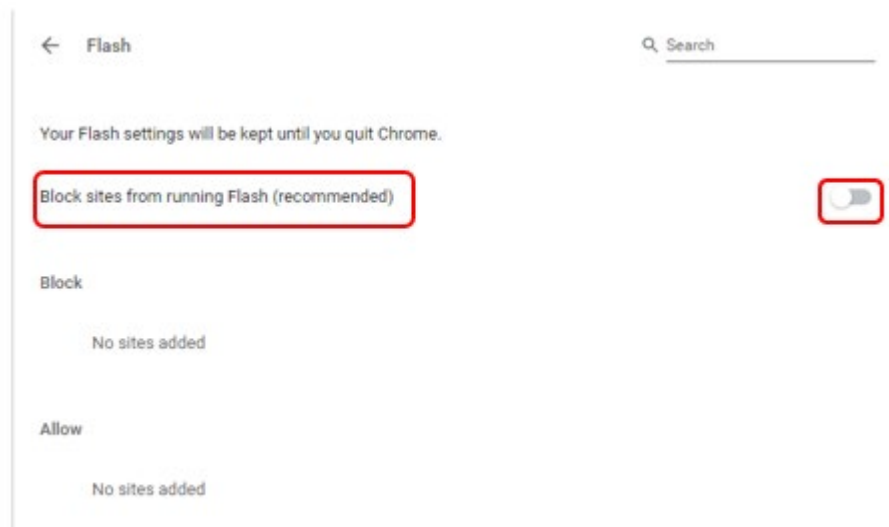 Flash
Search
Your Flash settings will be kept until you quit Chrome.
Block sites from running Flash (recommended)
Block
No sites added
Allow
No sites added